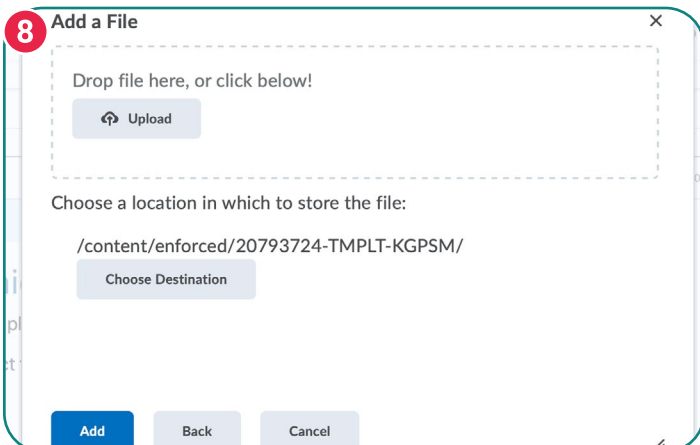 8
Add a File
Drop file here, or click below!
Upload
Choose a location in which to store the file:
/content/enforced/20793724-TMPLT-KGPSM/
Choose Destination
Add
Back
Cancel